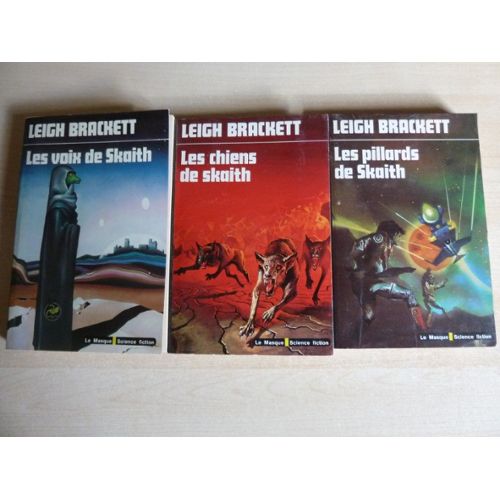 LEIGH BRACKETT
Les voix de Skaith
Le Masque Science fiction
LEIGH BRACKETT
Les chiens
de skaith
Le Masque Science fiction
LEIGH BRACKETT
Les pillards
de Skaith
Le Masque Science fiction